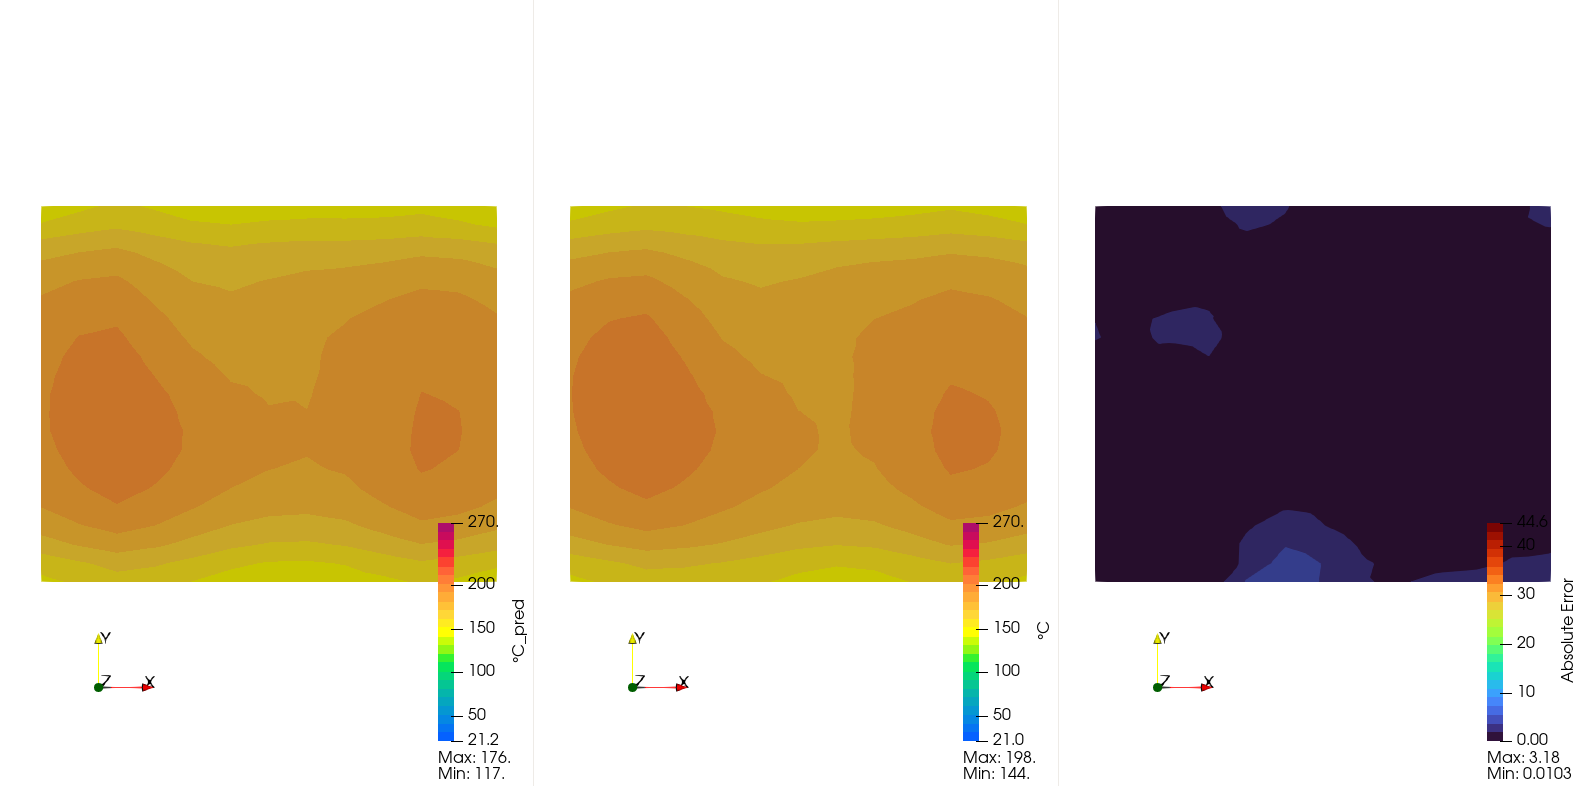 270.
200
150
100
50
21.2
°C_pred
Max: 176.
Min: 117.
Y
Z
X
270.
200
150
100
50
21.0
°C
Max: 198.
Min: 144.
Y
Z
X
44.6
40
30
20
10
0.00
Absolute Error
Max: 3.18
Min: 0.0103
Y
Z
X